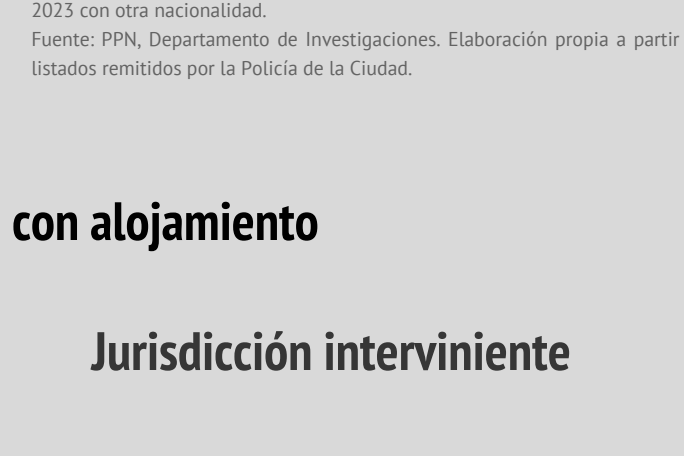 2023 con otra nacionalidad.
Fuente: PPN, Departamento de Investigaciones. Elaboración propia a partir
listados remitidos por la Policía de la Ciudad.
con alojamiento
Jurisdicción interviniente